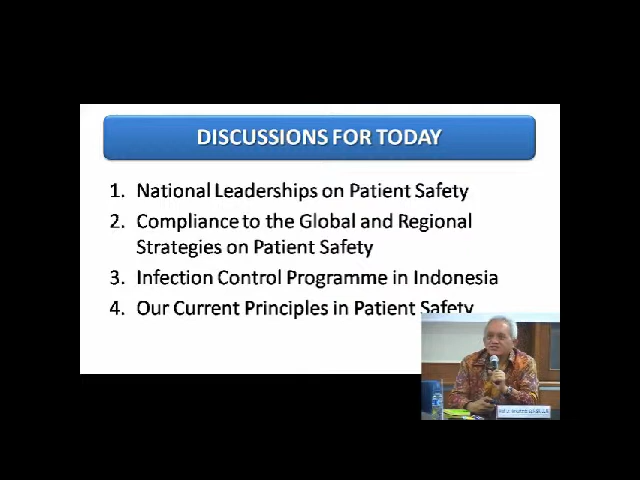 DISCUSSIONS FOR TODAY
1. National Leaderships on Patient Safety
2. Compliance to the Global and Regional
Strategies on Patient Safety
3. Infection Control Programme in Indonesia
4. Our Current Principles in Patient Safety